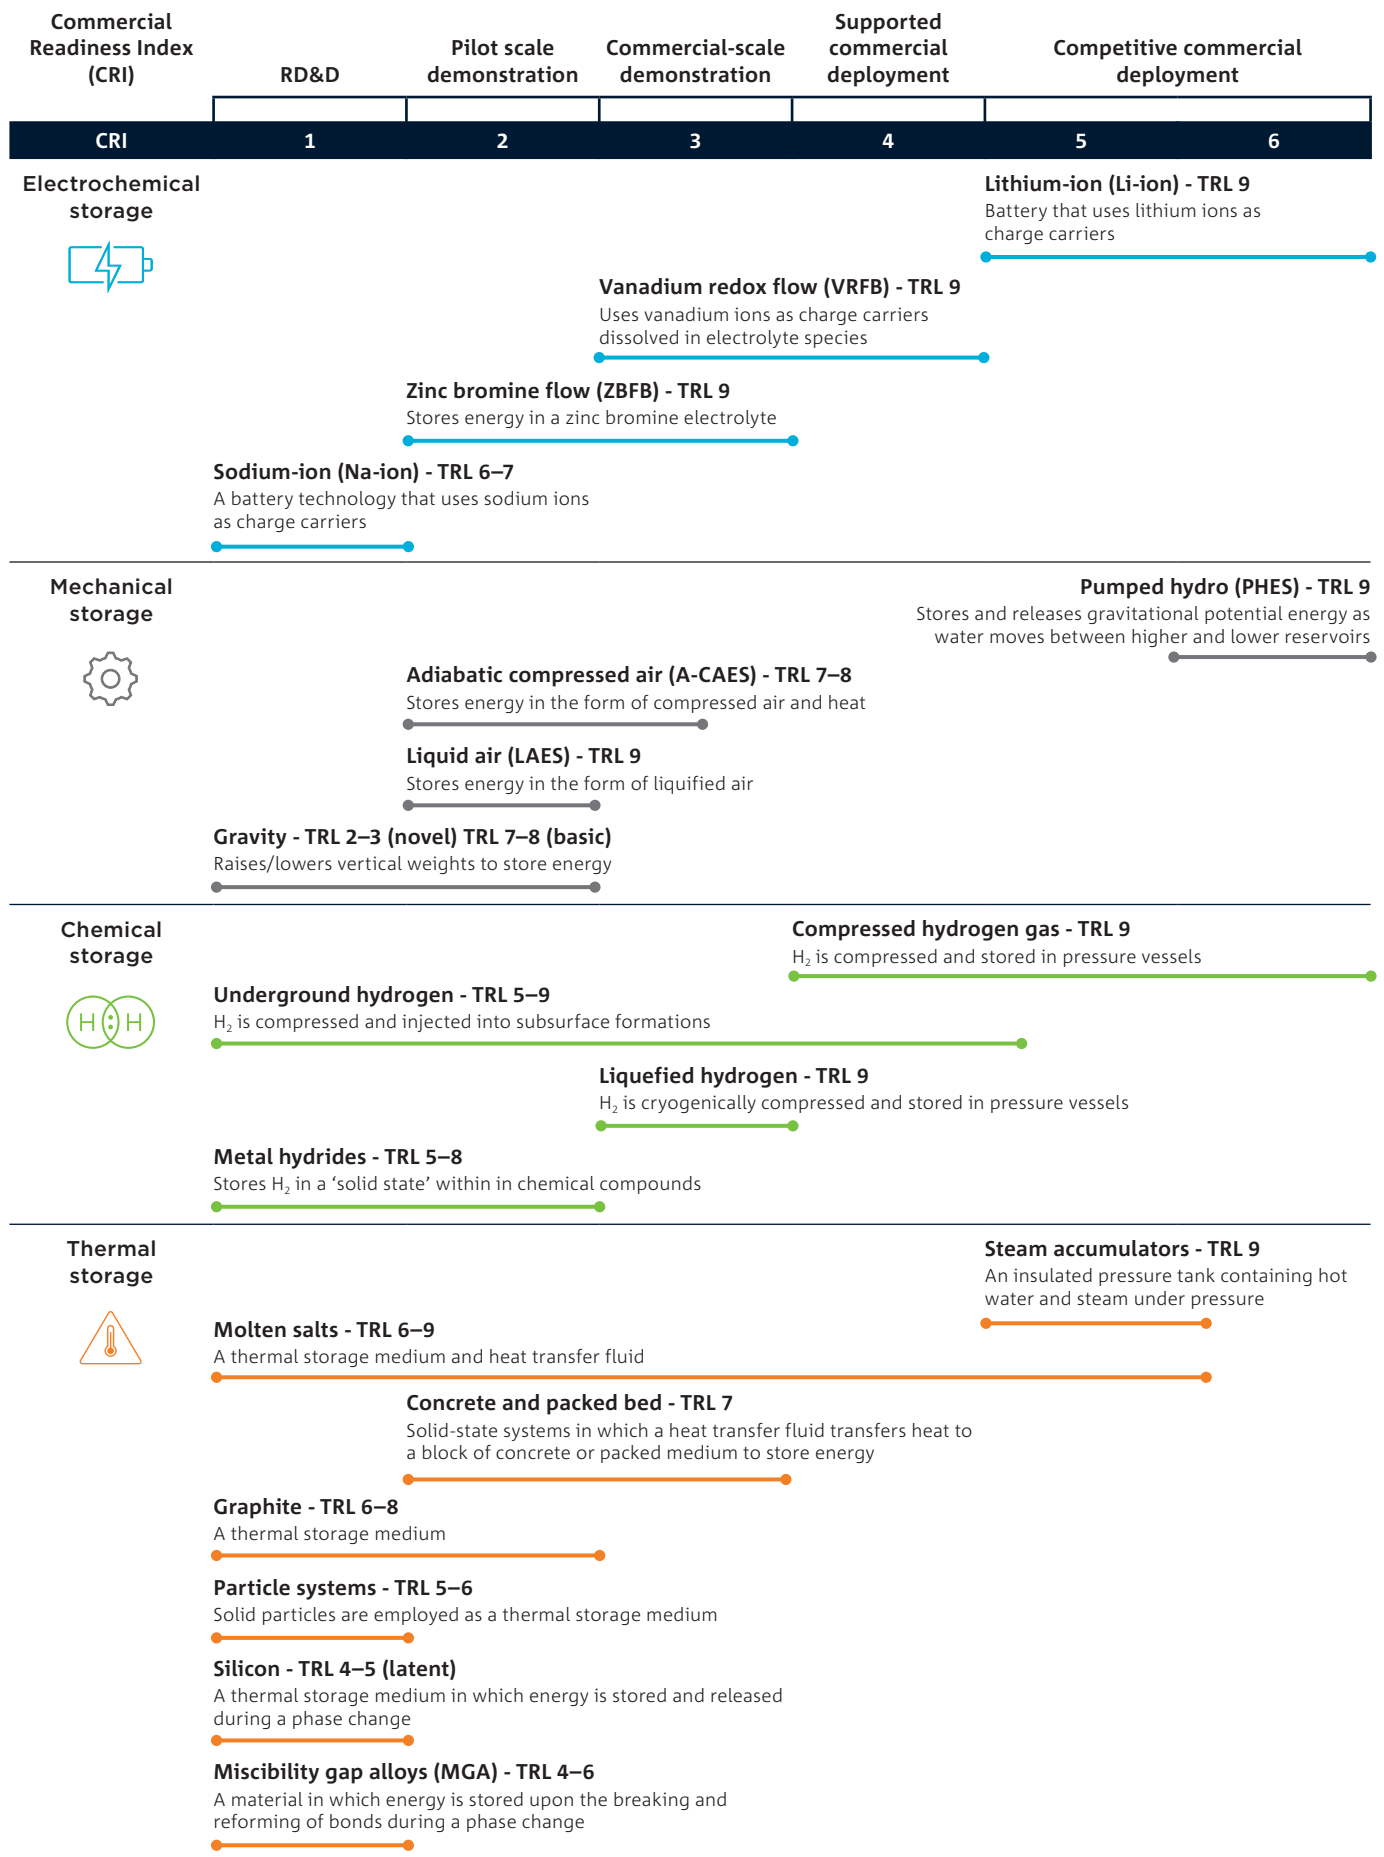 Commercial
Readiness Index
(CRI)
RD&D
Pilot scale
demonstration
Commercial-scale
demonstration
Supported
commercial
deployment
Competitive commercial
deployment
CRI 1 2 3 4 5 6
Electrochemical
storage
Lithium-ion (Li-ion) - TRL 9
Battery that uses lithium ions as
charge carriers
Vanadium redox flow (VRFB) - TRL 9
Uses vanadium ions as charge carriers
dissolved in electrolyte species
Zinc bromine flow (ZBFB) - TRL 9
Stores energy in a zinc bromine electrolyte
Sodium-ion (Na-ion) - TRL 6–7
A battery technology that uses sodium ions
as charge carriers
Mechanical
storage
Pumped hydro (PHES) - TRL 9
Stores and releases gravitational potential energy as
water moves between higher and lower reservoirs
Adiabatic compressed air (A-CAES) - TRL 7–8
Stores energy in the form of compressed air and heat
Liquid air (LAES) - TRL 9
Stores energy in the form of liquified air
Gravity - TRL 2–3 (novel) TRL 7–8 (basic)
Raises/lowers vertical weights to store energy
Chemical
storage
H H
Compressed hydrogen gas - TRL 9
H₂ is compressed and stored in pressure vessels
Underground hydrogen - TRL 5–9
H₂ is compressed and injected into subsurface formations
Liquefied hydrogen - TRL 9
H₂ is cryogenically compressed and stored in pressure vessels
Metal hydrides - TRL 5–8
Stores H₂ in a ‘solid state’ within in chemical compounds
Thermal
storage
Steam accumulators - TRL 9
An insulated pressure tank containing hot
water and steam under pressure
Molten salts - TRL 6–9
A thermal storage medium and heat transfer fluid
Concrete and packed bed - TRL 7
Solid-state systems in which a heat transfer fluid transfers heat to
a block of concrete or packed medium to store energy
Graphite - TRL 6–8
A thermal storage medium
Particle systems - TRL 5–6
Solid particles are employed as a thermal storage medium
Silicon - TRL 4–5 (latent)
A thermal storage medium in which energy is stored and released
during a phase change
Miscibility gap alloys (MGA) - TRL 4–6
A material in which energy is stored upon the breaking and
reforming of bonds during a phase change